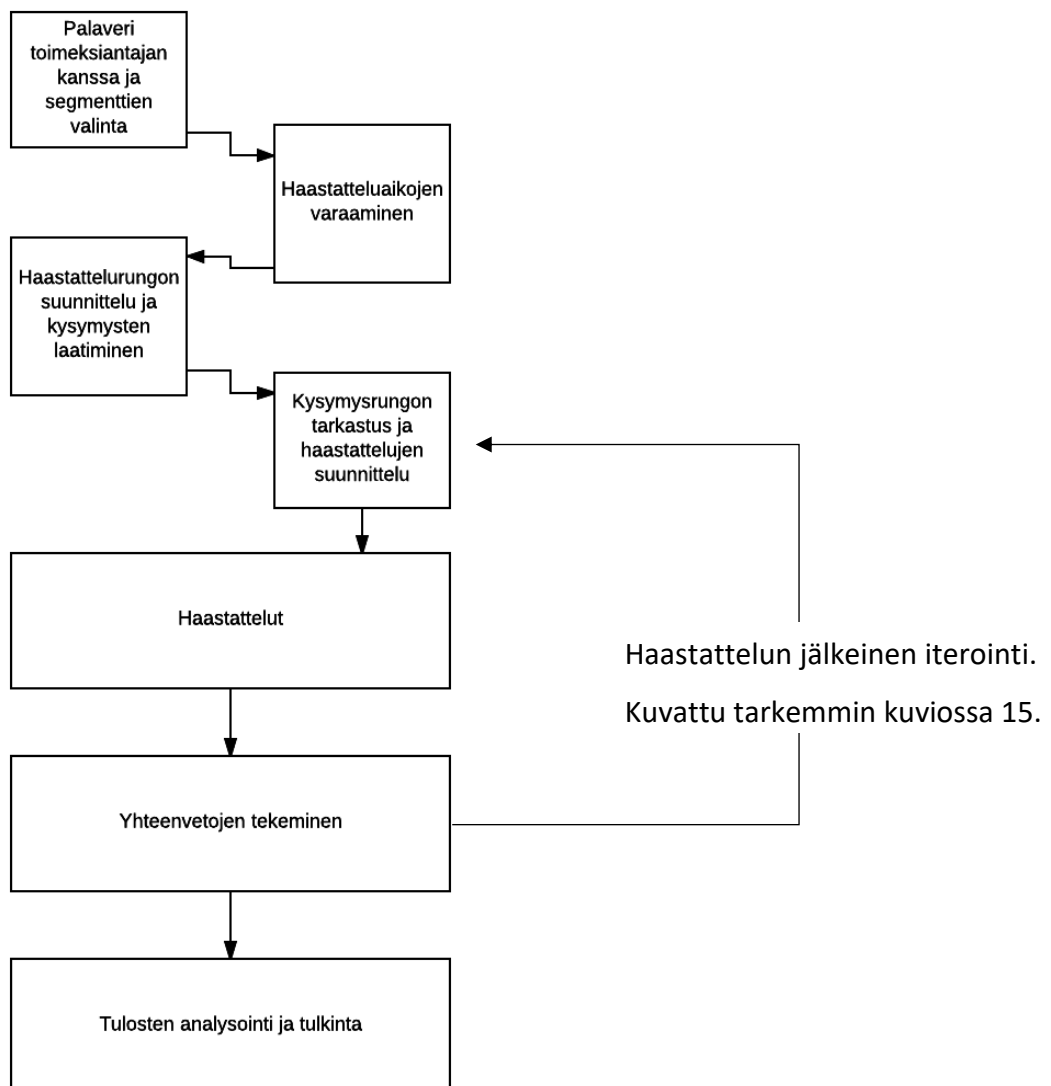 Palaveri
toimeksiantajan
kanssa ja
segmenttien
valinta
Haastatteluaikojen
varaaminen
Haastattelurungon
suunnittelu ja
kysymysten
laatiminen
Kysymysrungon
tarkastus ja
haastattelujen
suunnittelu
Haastattelut
Haastattelun jälkeinen iterointi.
Kuvattu tarkemmin kuviossa 15.
Yhteenvetojen tekeminen
Tulosten analysointi ja tulkinta